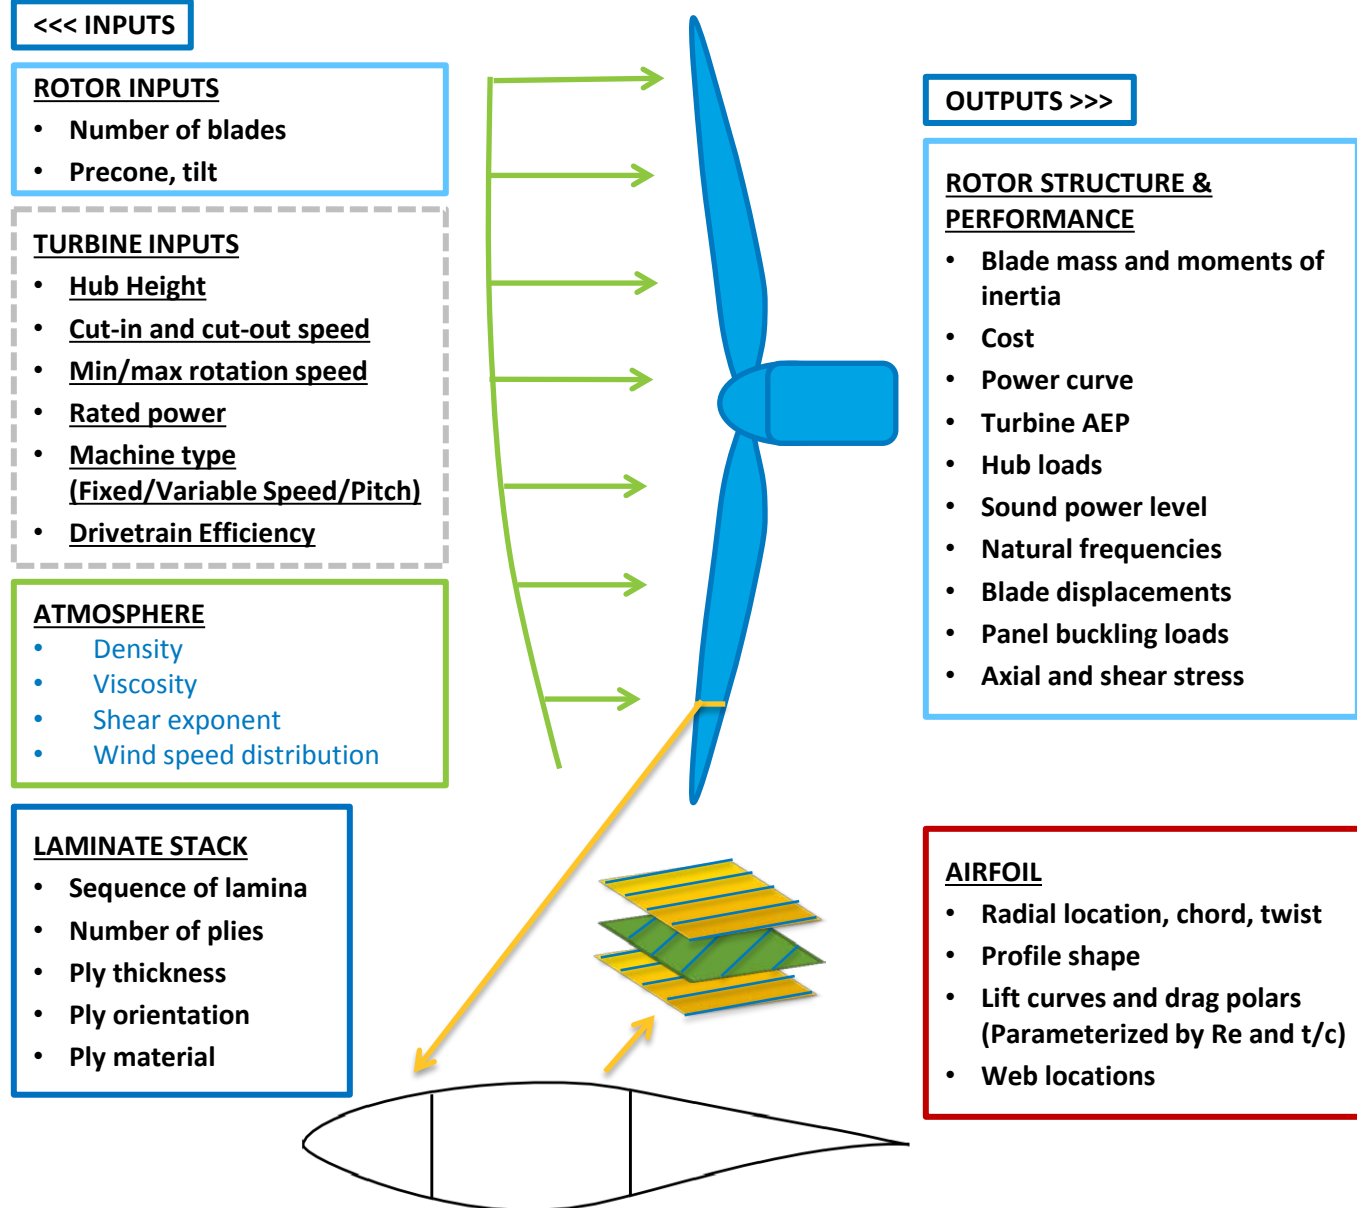 <<< INPUTS
ROTOR INPUTS
• Number of blades
• Precone, tilt
TURBINE INPUTS
• Hub Height
• Cut-in and cut-out speed
• Min/max rotation speed
• Rated power
• Machine type
(Fixed/Variable Speed/Pitch)
• Drivetrain Efficiency
ATMOSPHERE
• Density
• Viscosity
• Shear exponent
• Wind speed distribution
LAMINATE STACK
• Sequence of lamina
• Number of plies
• Ply thickness
• Ply orientation
• Ply material
OUTPUTS >>>
ROTOR STRUCTURE &
PERFORMANCE
• Blade mass and moments of
inertia
• Cost
• Power curve
• Turbine AEP
• Hub loads
• Sound power level
• Natural frequencies
• Blade displacements
• Panel buckling loads
• Axial and shear stress
AIRFOIL
• Radial location, chord, twist
• Profile shape
• Lift curves and drag polars
(Parameterized by Re and t/c)
• Web locations